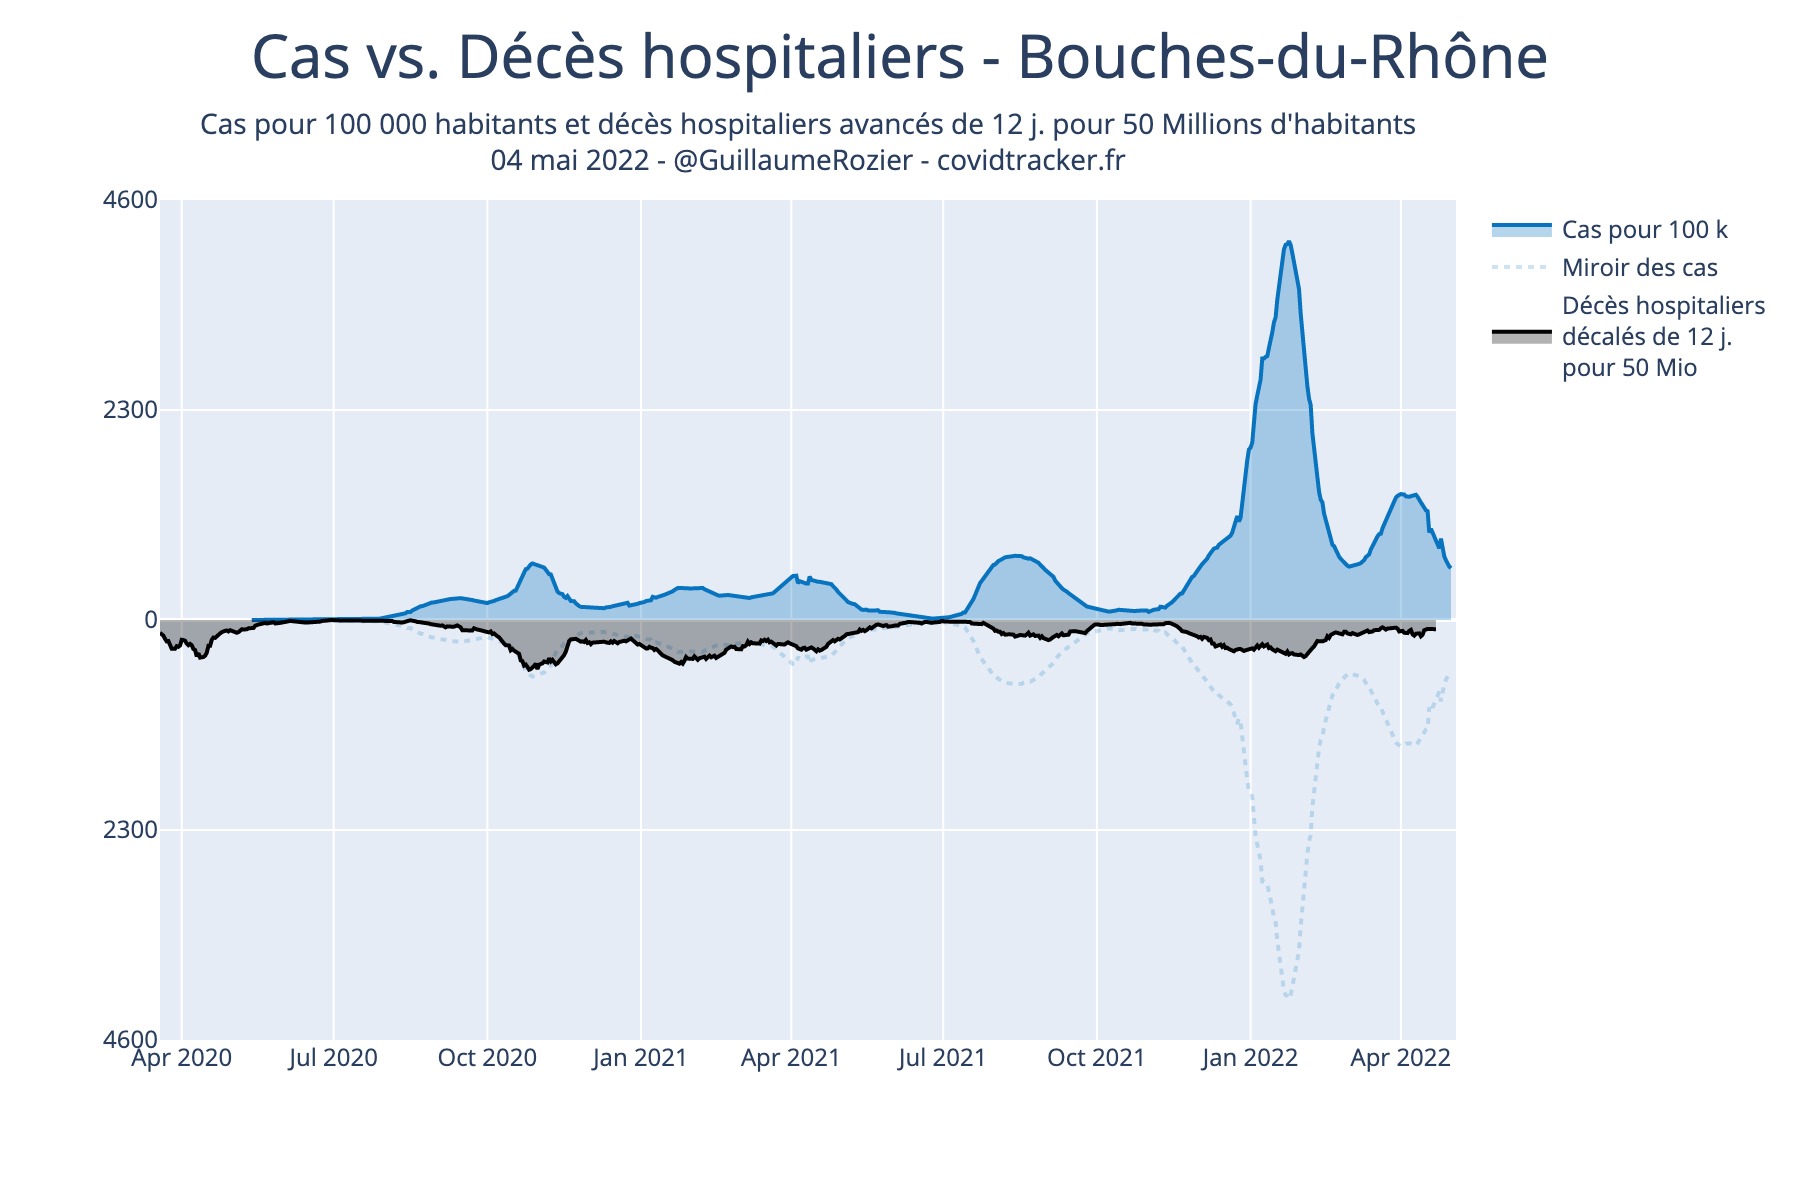 Cas vs. Décès hospitaliers - Bouches-du-Rhône
Cas pour 100 000 habitants et décès hospitaliers avancés de 12 j. pour 50 Millions d'habitants
04 mai 2022 - @GuillaumeRozier - covidtracker.fr
4600
2300
0
2300
4600
Apr 2020 Jul 2020 Oct 2020 Jan 2021 Apr 2021 Jul 2021 Oct 2021 Jan 2022 Apr 2022
Cas pour 100 k
Miroir des cas
Décès hospitaliers
décalés de 12 j.
pour 50 Mio